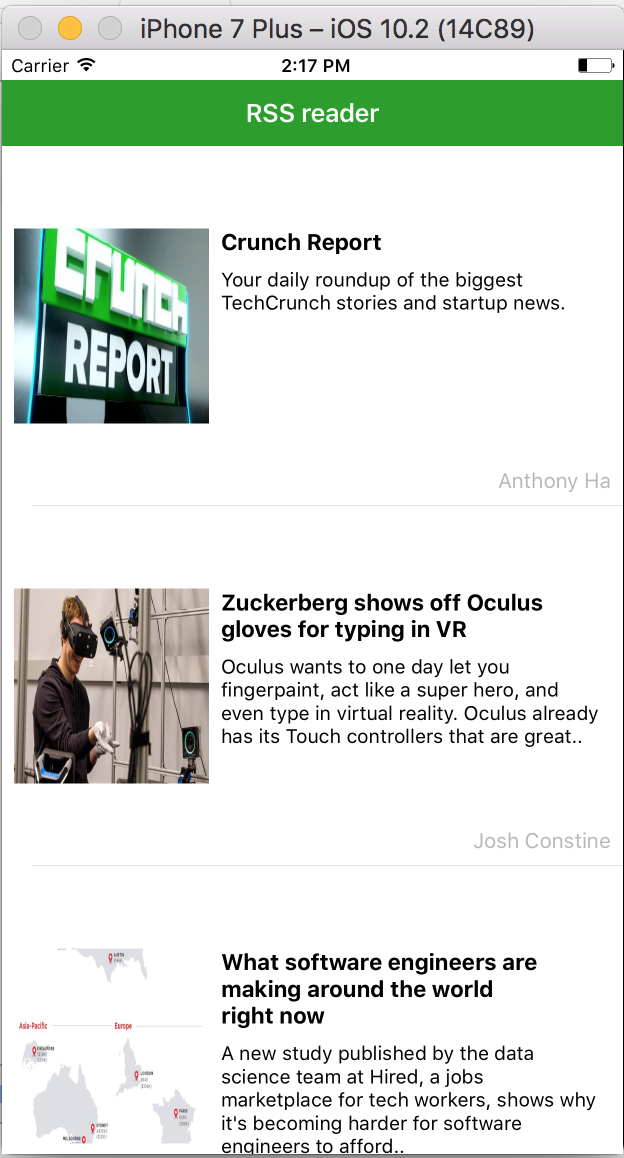 iPhone 7 Plus – iOS 10.2 (14C89)
Carrier
2:17 PM
RSS reader
CRUNCH
REPORT
Crunch Report
Your daily roundup of the biggest
TechCrunch stories and startup news.
Anthony Ha
Zuckerberg shows off Oculus
gloves for typing in VR
Oculus wants to one day let you
fingerpaint, act like a super hero, and
even type in virtual reality. Oculus already
has its Touch controllers that are great..
Josh Constine
AUSTIN
Asia-Pacific
Europe
SINGAPORE
LONDON
PARIS
SYDNEY
MELBOURNE
What software engineers are
making around the world
right now
A new study published by the data
science team at Hired, a jobs
marketplace for tech workers, shows why
it's becoming harder for software
engineers to afford..